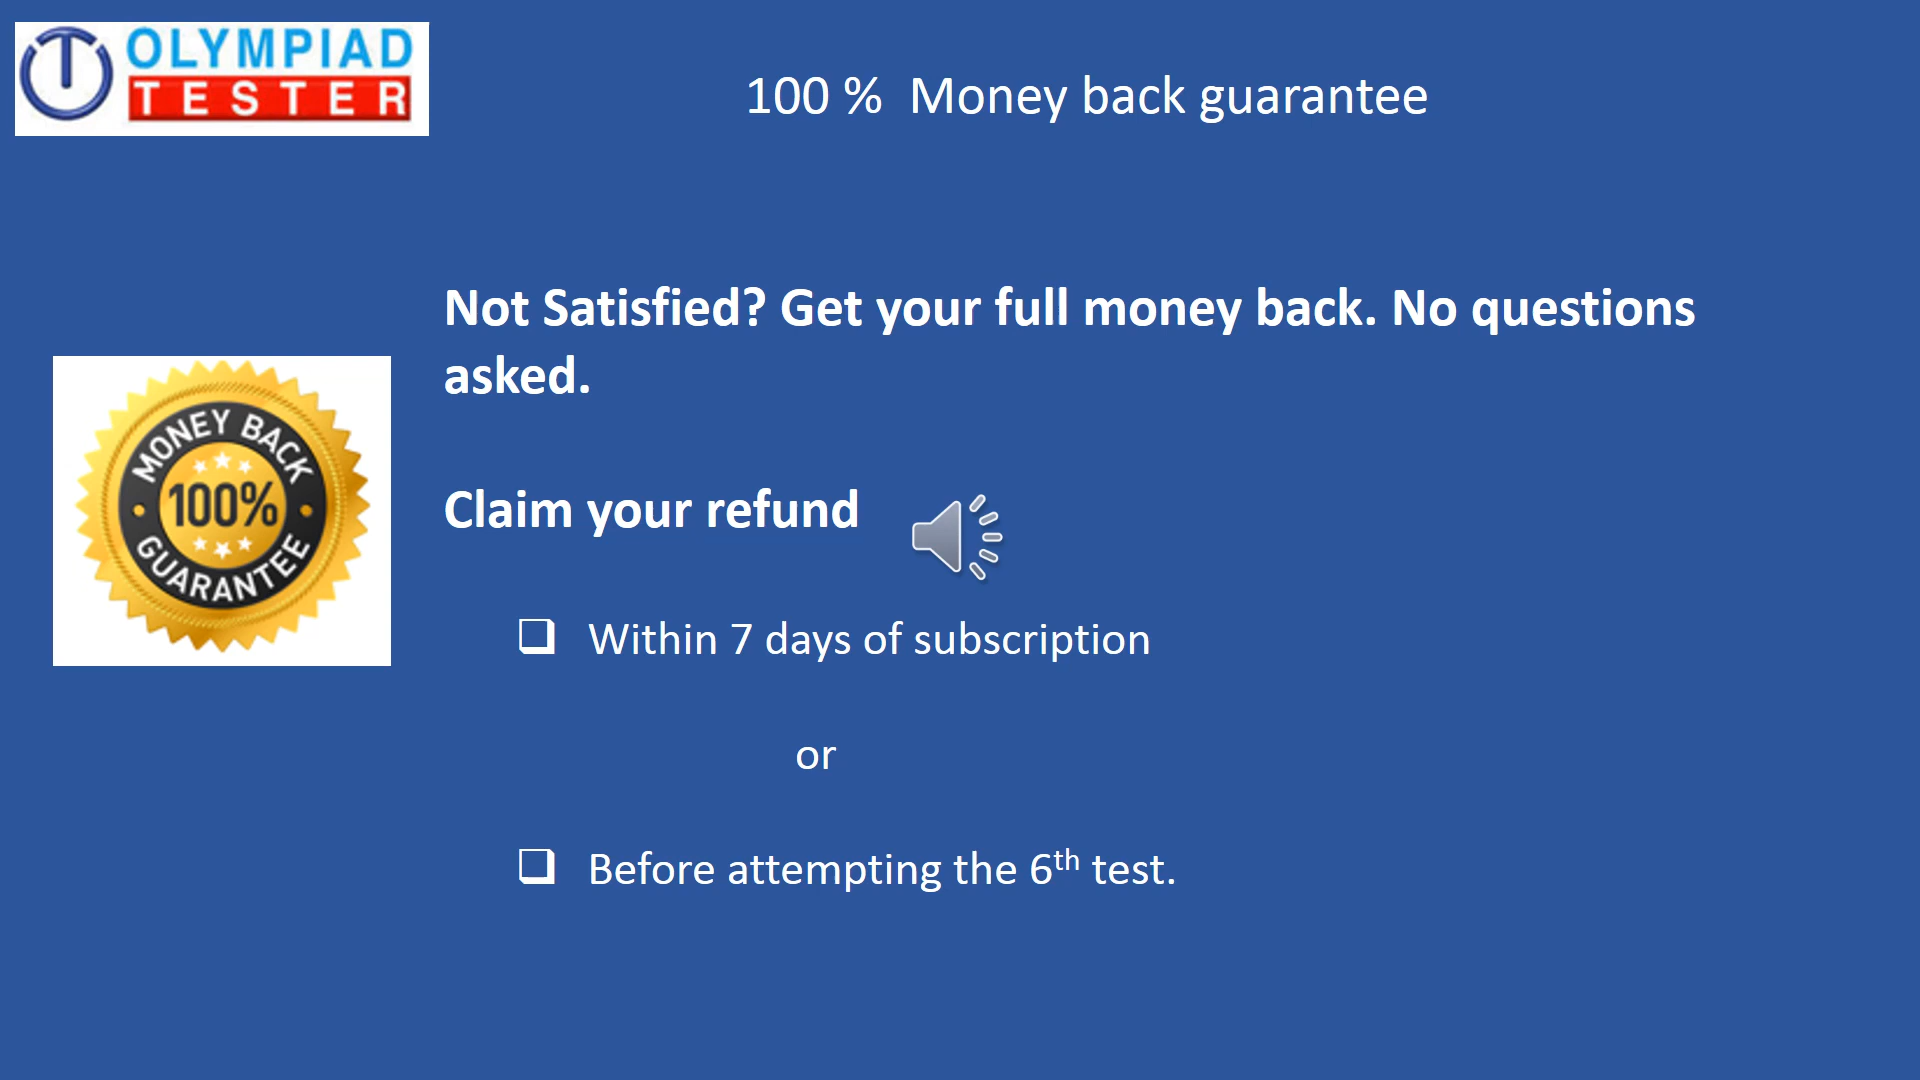 OLYMPIAD
TESTER
100 %  Money back guarantee
Not Satisfied? Get your full money back. No questions
asked.
MONEY BACK
100%
GUARANTEE
Claim your refund
❑ Within 7 days of subscription
or
❑ Before attempting the 6th test.